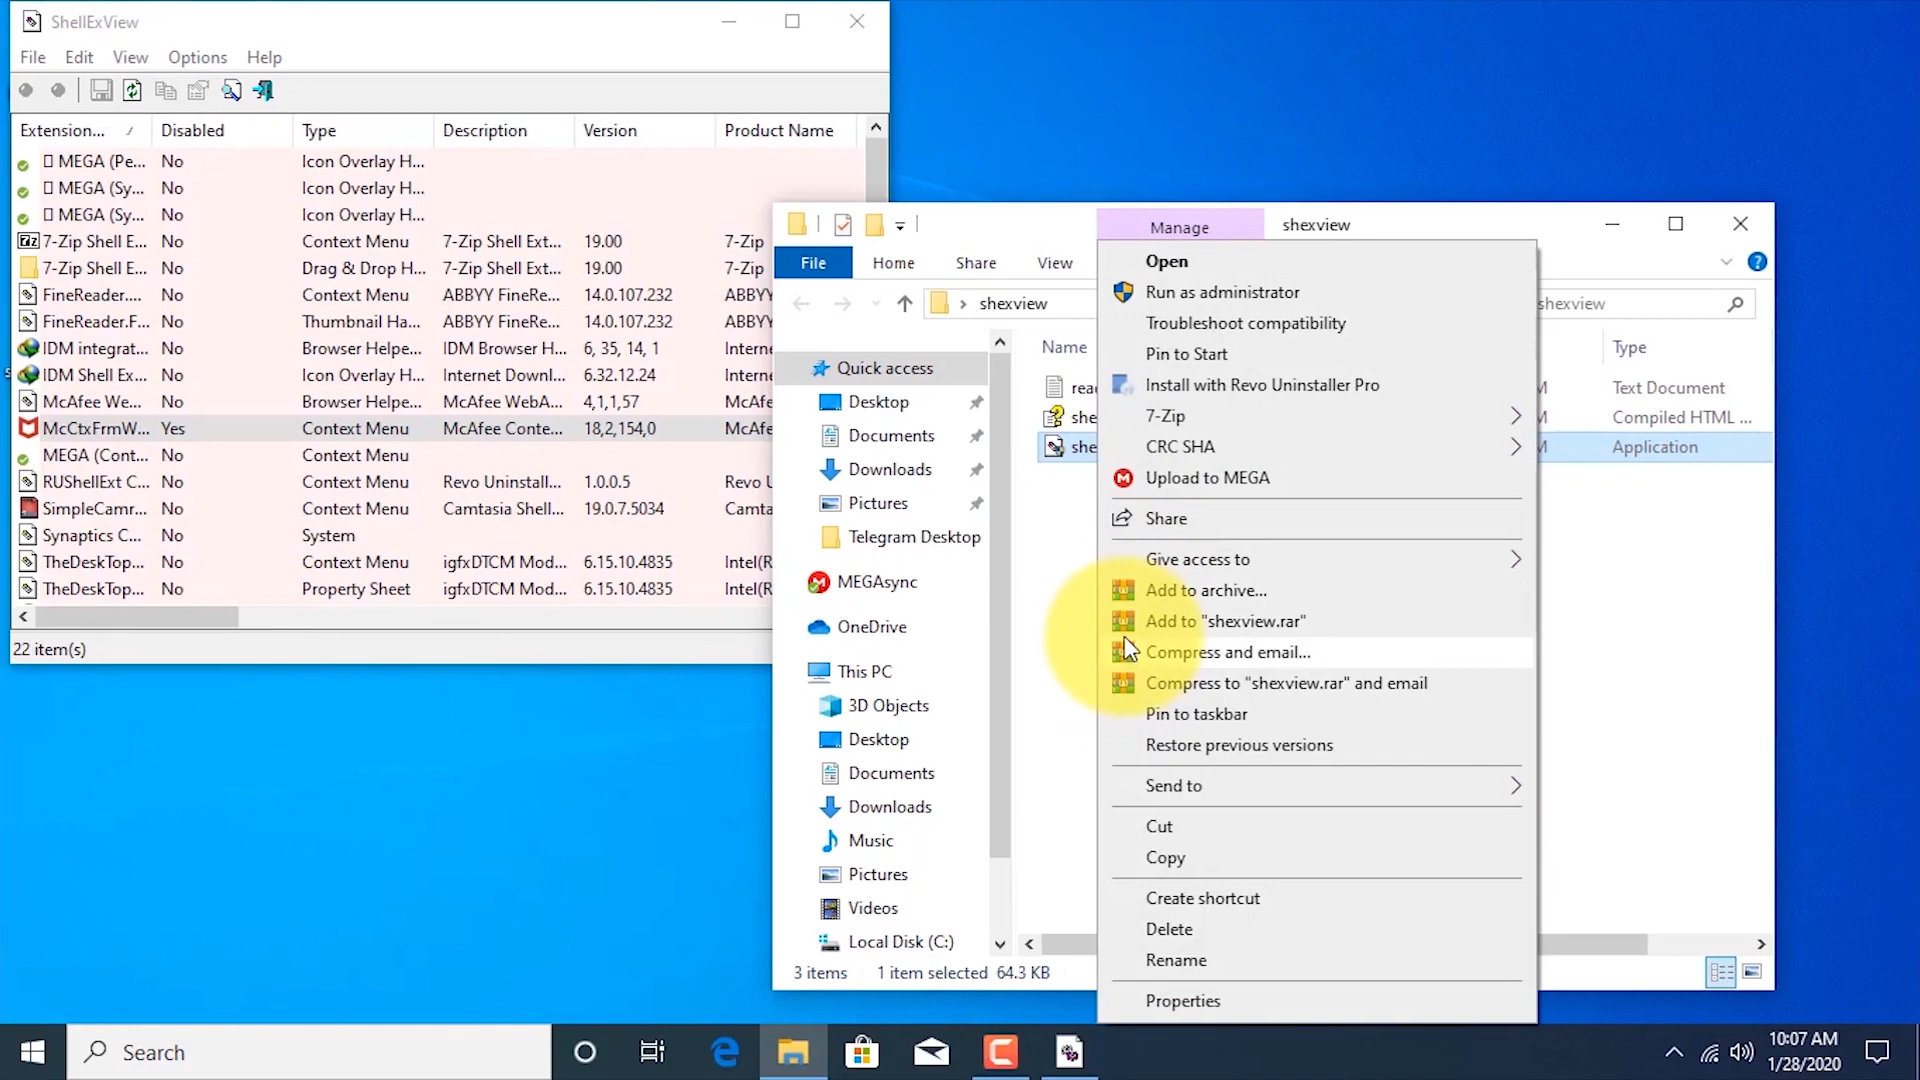 ShellExView
File Edit View Options Help
Extension... Disabled Type Description Version Product Name
MEGA (Pe... No Icon Overlay H...
MEGA (Sy... No Icon Overlay H...
MEGA (Sy... No Icon Overlay H...
7-Zip Shell E... No Context Menu 7-Zip Shell Ext... 19.00 7-Zip
7-Zip Shell E... No Drag & Drop H... 7-Zip Shell Ext... 19.00 7-Zip
FineReader.... No Context Menu ABBYY FineRe... 14.0.107.232 ABBYY
FineReader.F... No Thumbnail Ha... ABBYY FineRe... 14.0.107.232 ABBYY
IDM integrat... No Browser Helpe... IDM Browser H... 6, 35, 14, 1 Interne
IDM Shell Ex... No Icon Overlay H... Internet Downl... 6.32.12.24 Interne
McAfee We... No Browser Helpe... McAfee WebA... 4,1,1,57 McAfe
McCtxFrmW... Yes Context Menu McAfee Conte... 18,2,154,0 McAfe
MEGA (Cont... No Context Menu
RUShellExt C... No Context Menu Revo Uninstall... 1.0.0.5 Revo U
SimpleCamr... No Context Menu Camtasia Shell... 19.0.7.5034 Camta
Synaptics C... No System
TheDeskTop... No Context Menu igfxDTCM Mod... 6.15.10.4835 Intel(R
TheDeskTop... No Property Sheet igfxDTCM Mod... 6.15.10.4835 Intel(R
22 item(s)
Manage shexview
File Home Share View
shexview
shexview
Name Type
Quick access
Desktop
Documents
Downloads
Pictures
Telegram Desktop
MEGAsync
OneDrive
This PC
3D Objects
Desktop
Documents
Downloads
Music
Pictures
Videos
Local Disk (C:)
rea M Text Document
she M Compiled HTML ...
she M Application
3 items 1 item selected 64.3 KB
Open
Run as administrator
Troubleshoot compatibility
Pin to Start
Install with Revo Uninstaller Pro
7-Zip
CRC SHA
Upload to MEGA
Share
Give access to
Add to archive...
Add to "shexview.rar"
Compress and email...
Compress to "shexview.rar" and email
Pin to taskbar
Restore previous versions
Send to
Cut
Copy
Create shortcut
Delete
Rename
Properties
Search
10:07 AM
1/28/2020